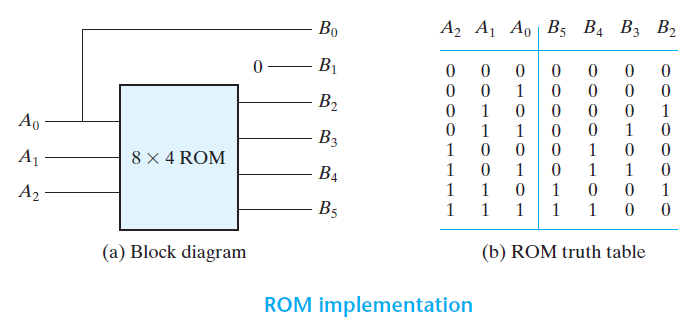 B₀
0 B₁
B₂
A₀
B₃
A₁
8 × 4 ROM
B₄
A₂
B₅
(a) Block diagram
A₂ A₁ A₀ B₅ B₄ B₃ B₂
0 0 0 0 0 0 0
0 0 1 0 0 0 0
0 1 0 0 0 0 1
0 1 1 0 0 1 0
1 0 0 0 1 0 0
1 0 1 0 1 1 0
1 1 0 1 0 0 1
1 1 1 1 1 0 0
(b) ROM truth table
ROM implementation